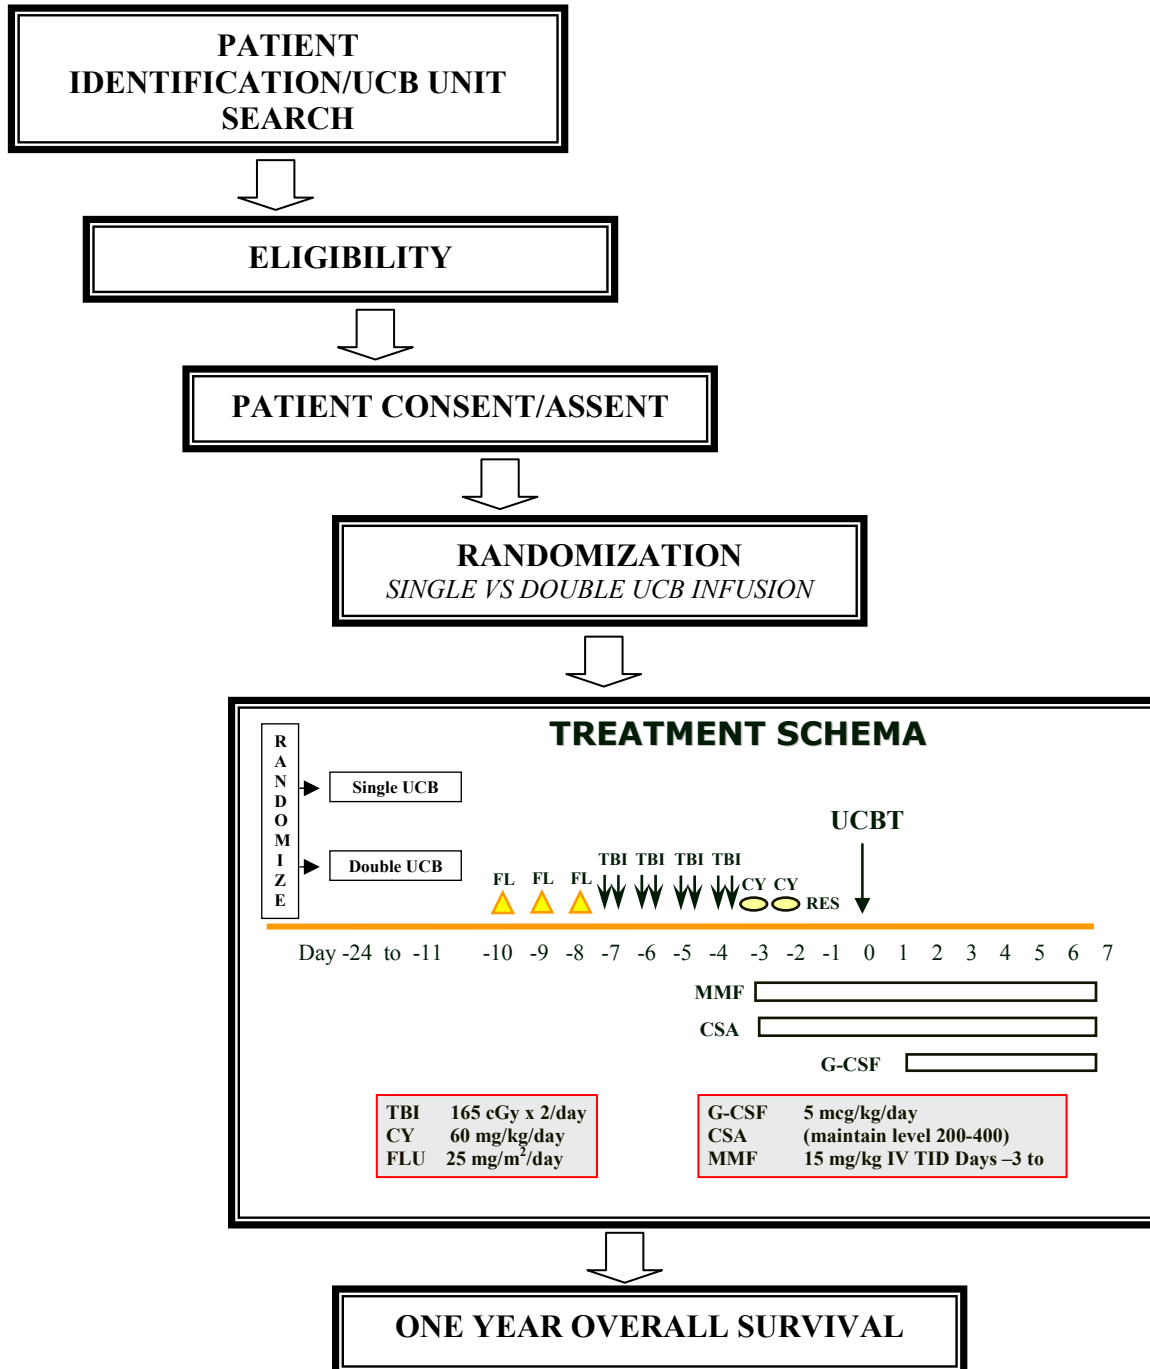 PATIENT
IDENTIFICATION/UCB UNIT
SEARCH
ELIGIBILITY
PATIENT CONSENT/ASSENT
RANDOMIZATION
SINGLE VS DOUBLE UCB INFUSION
TREATMENT SCHEMA
R
A
N
D
O
M
I
Z
E
Single UCB
Double UCB
UCBT
FL FL FL TBI TBI TBI TBI CY CY RES
Day -24 to -11 -10 -9 -8 -7 -6 -5 -4 -3 -2 -1 0 1 2 3 4 5 6 7
MMF
CSA
G-CSF
TBI 165 cGy x 2/day
CY 60 mg/kg/day
FLU 25 mg/m²/day
G-CSF 5 mcg/kg/day
CSA (maintain level 200-400)
MMF 15 mg/kg IV TID Days –3 to
ONE YEAR OVERALL SURVIVAL